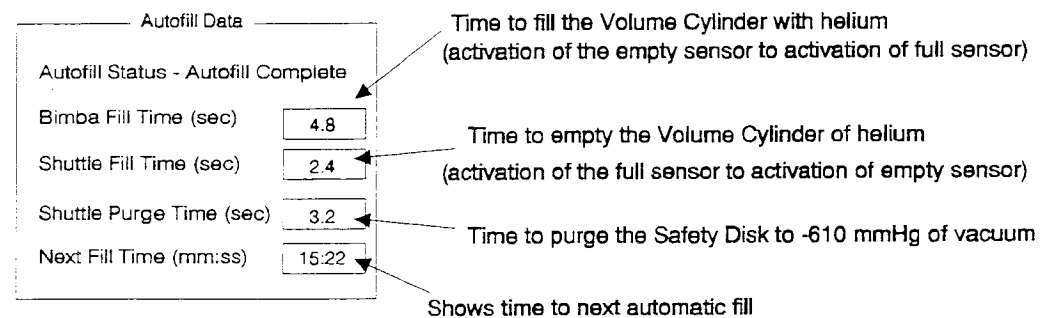 Autofill Data
Autofill Status - Autofill Complete
Bimba Fill Time (sec) 4.8
Shuttle Fill Time (sec) 2.4
Shuttle Purge Time (sec) 3.2
Next Fill Time (mm:ss) 15:22
Time to fill the Volume Cylinder with helium
(activation of the empty sensor to activation of full sensor)
Time to empty the Volume Cylinder of helium
(activation of the full sensor to activation of empty sensor)
Time to purge the Safety Disk to -610 mmHg of vacuum
Shows time to next automatic fill